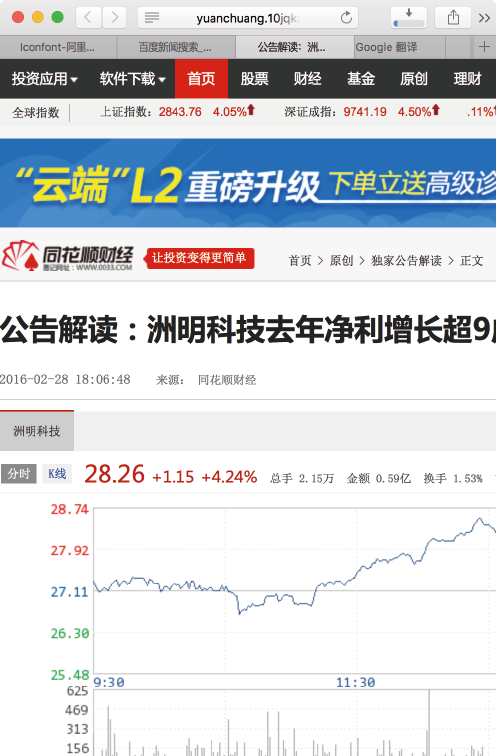 yuanchuang.10jqka
Iconfont-阿里... 百度新闻搜索_... 公告解读：洲... Google 翻译
投资应用 软件下载 首页 股票 财经 基金 原创 理财
全球指数 上证指数: 2843.76 4.05% 深证成指: 9741.19 4.50% .11%
“云端”L2 重磅升级 下单立送高级诊
同花顺财经 让投资变得更简单
登记网址：WWW.0033.COM
首页 > 原创 > 独家公告解读 > 正文
公告解读：洲明科技去年净利增长超9成
2016-02-28 18:06:48 来源： 同花顺财经
洲明科技
分时 K线 28.26 +1.15 +4.24% 总手 2.15万 金额 0.59亿 换手 1.53%
28.74
27.92
27.11
26.30
25.48
9:30 11:30
625
469
313
156